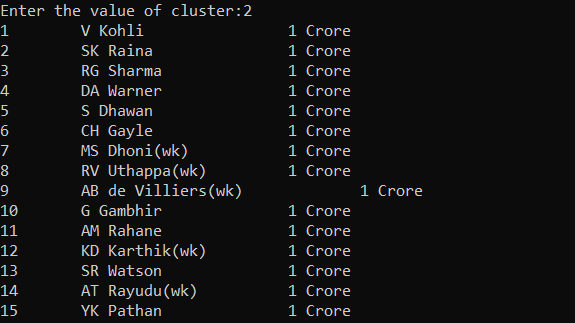 Enter the value of cluster:2
1 V Kohli 1 Crore
2 SK Raina 1 Crore
3 RG Sharma 1 Crore
4 DA Warner 1 Crore
5 S Dhawan 1 Crore
6 CH Gayle 1 Crore
7 MS Dhoni(wk) 1 Crore
8 RV Uthappa(wk) 1 Crore
9 AB de Villiers(wk) 1 Crore
10 G Gambhir 1 Crore
11 AM Rahane 1 Crore
12 KD Karthik(wk) 1 Crore
13 SR Watson 1 Crore
14 AT Rayudu(wk) 1 Crore
15 YK Pathan 1 Crore